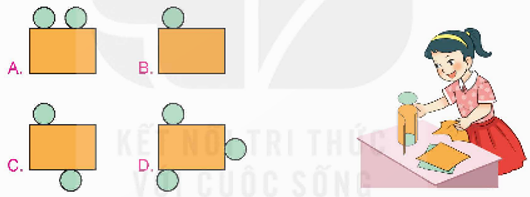 A.
B.
C.
D.
KẾT NỐI TRI THỨC
VỚI CUỘC SỐNG